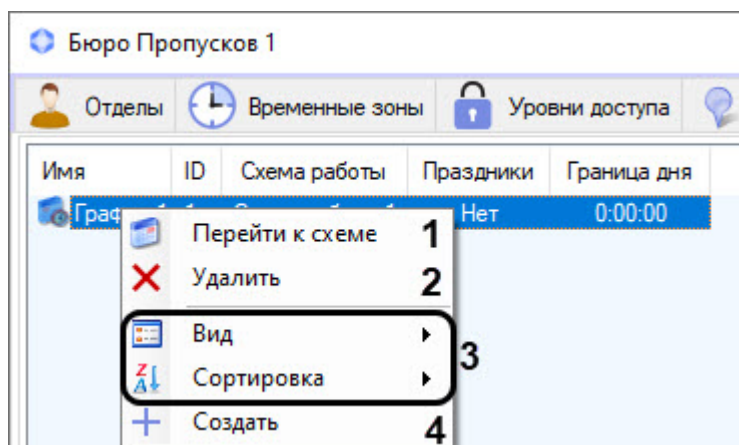 Бюро Пропусков 1
Отделы Временные зоны Уровни доступа
Имя ID Схема работы Праздники Граница дня
Нет 0:00:00
Перейти к схеме 1
Удалить 2
Вид
3
Сортировка
Создать 4